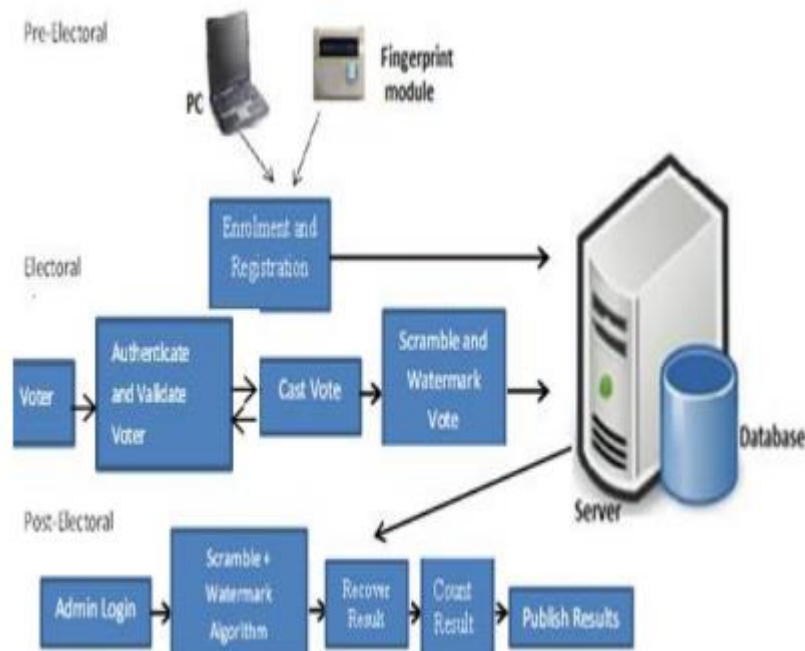 Pre-Electoral
PC
Fingerprint
module
Enrolment and
Registration
Electoral
Voter
Authenticate
and Validate
Voter
Cast Vote
Scramble and
Watermark
Vote
Server
Database
Post-Electoral
Admin Login
Scramble +
Watermark
Algorithm
Recover
Result
Count
Result
Publish Results